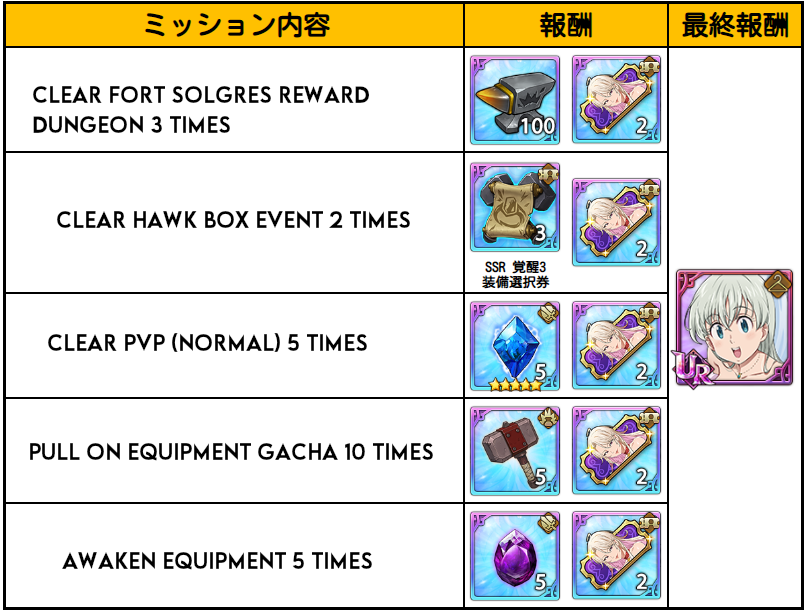 ミッション内容
報酬
最終報酬
CLEAR FORT SOLGRES REWARD
DUNGEON 3 TIMES
100
2
CLEAR HAWK BOX EVENT 2 TIMES
3
2
SSR 覚醒3
装備選択券
UR
CLEAR PVP (NORMAL) 5 TIMES
5
2
PULL ON EQUIPMENT GACHA 10 TIMES
5
2
AWAKEN EQUIPMENT 5 TIMES
5
2